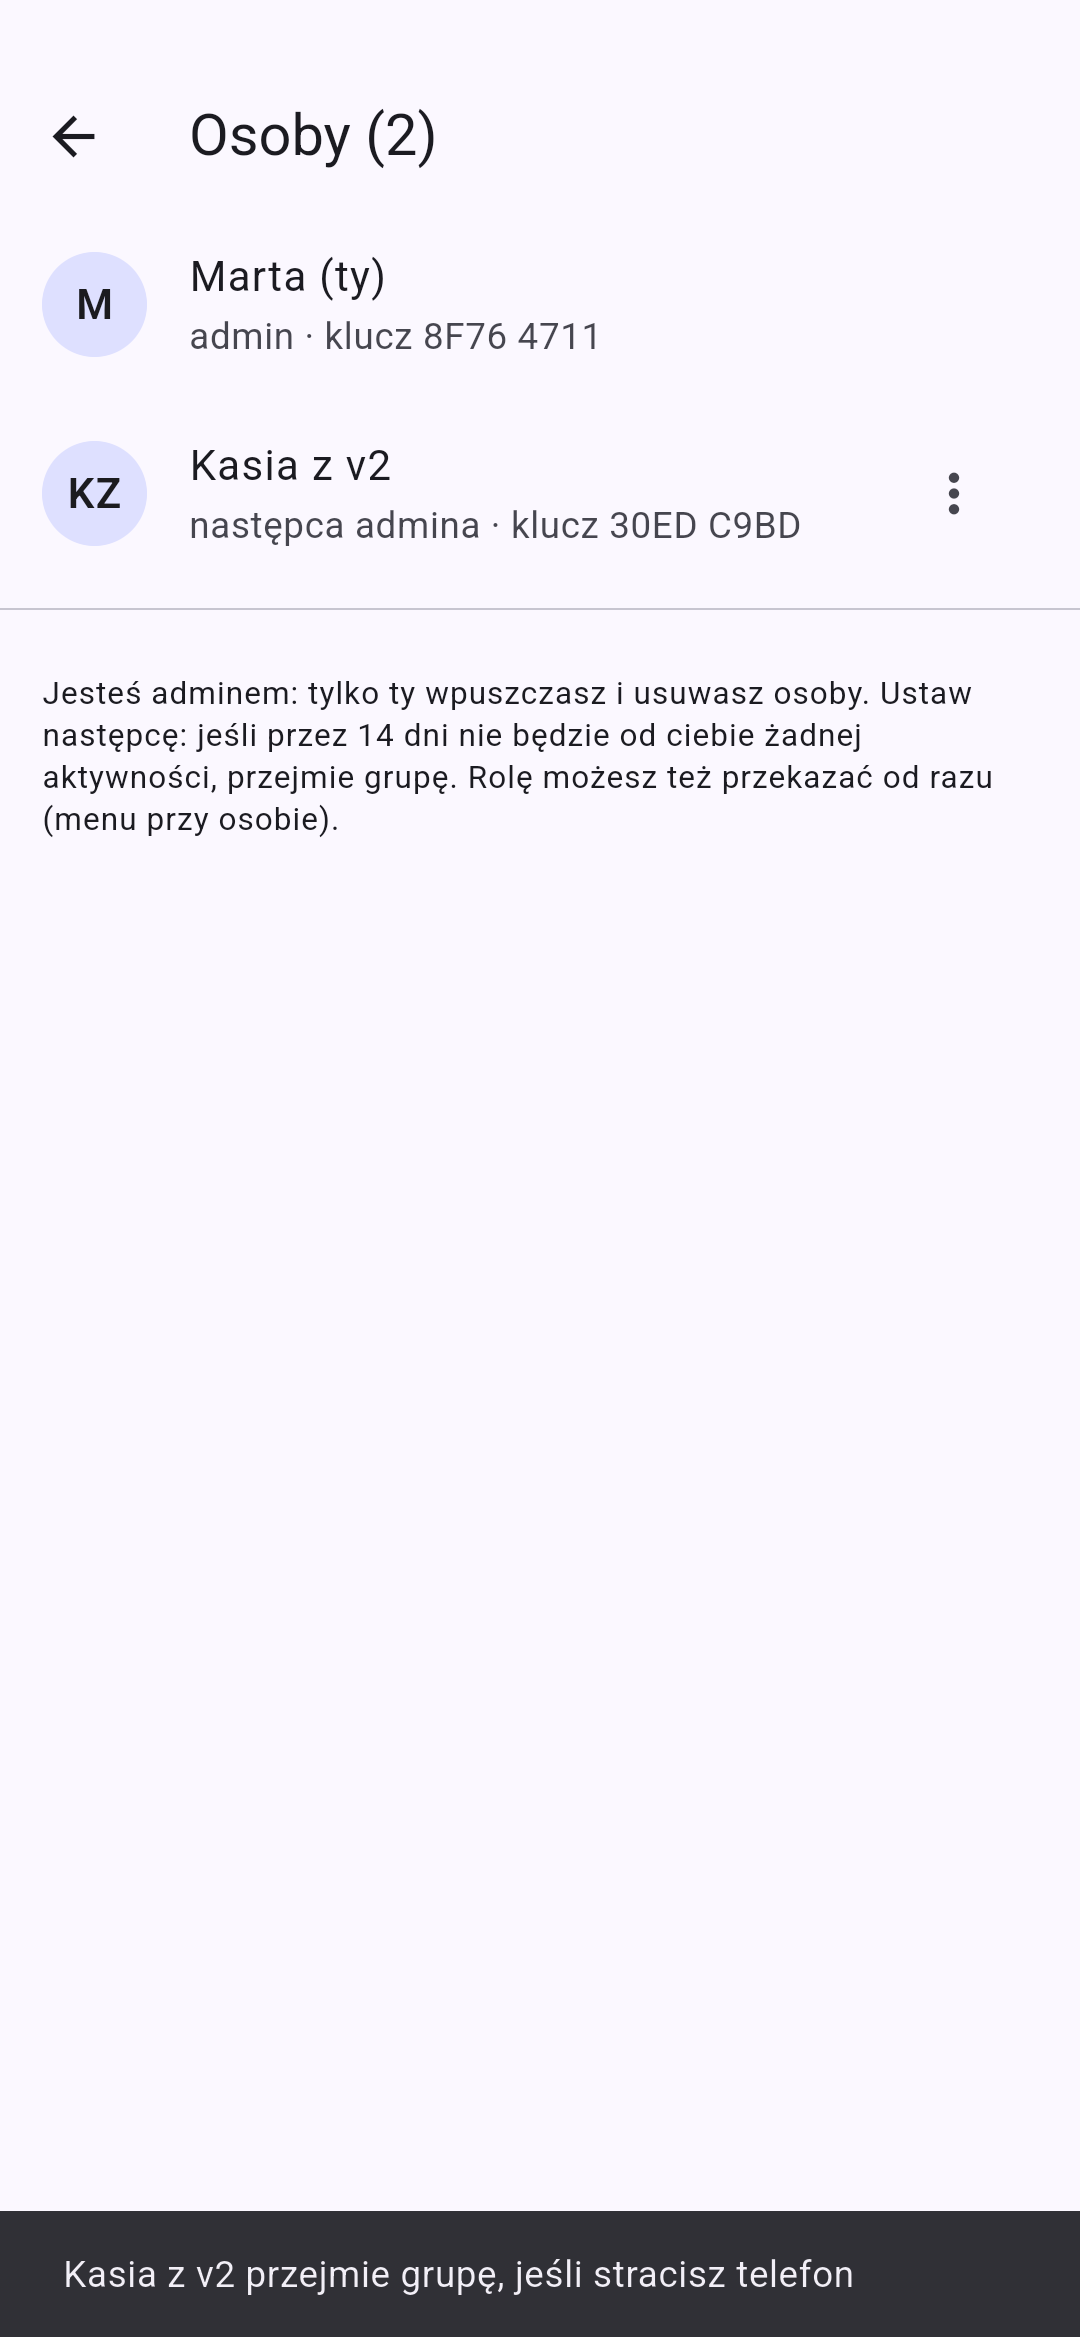 Osoby (2)
M
Marta (ty)
admin · klucz 8F76 4711
KZ
Kasia z v2
następca admina · klucz 30ED C9BD
Jesteś adminem: tylko ty wpuszczasz i usuwasz osoby. Ustaw
następcę: jeśli przez 14 dni nie będzie od ciebie żadnej
aktywności, przejmie grupę. Rolę możesz też przekazać od razu
(menu przy osobie).
Kasia z v2 przejmie grupę, jeśli stracisz telefon